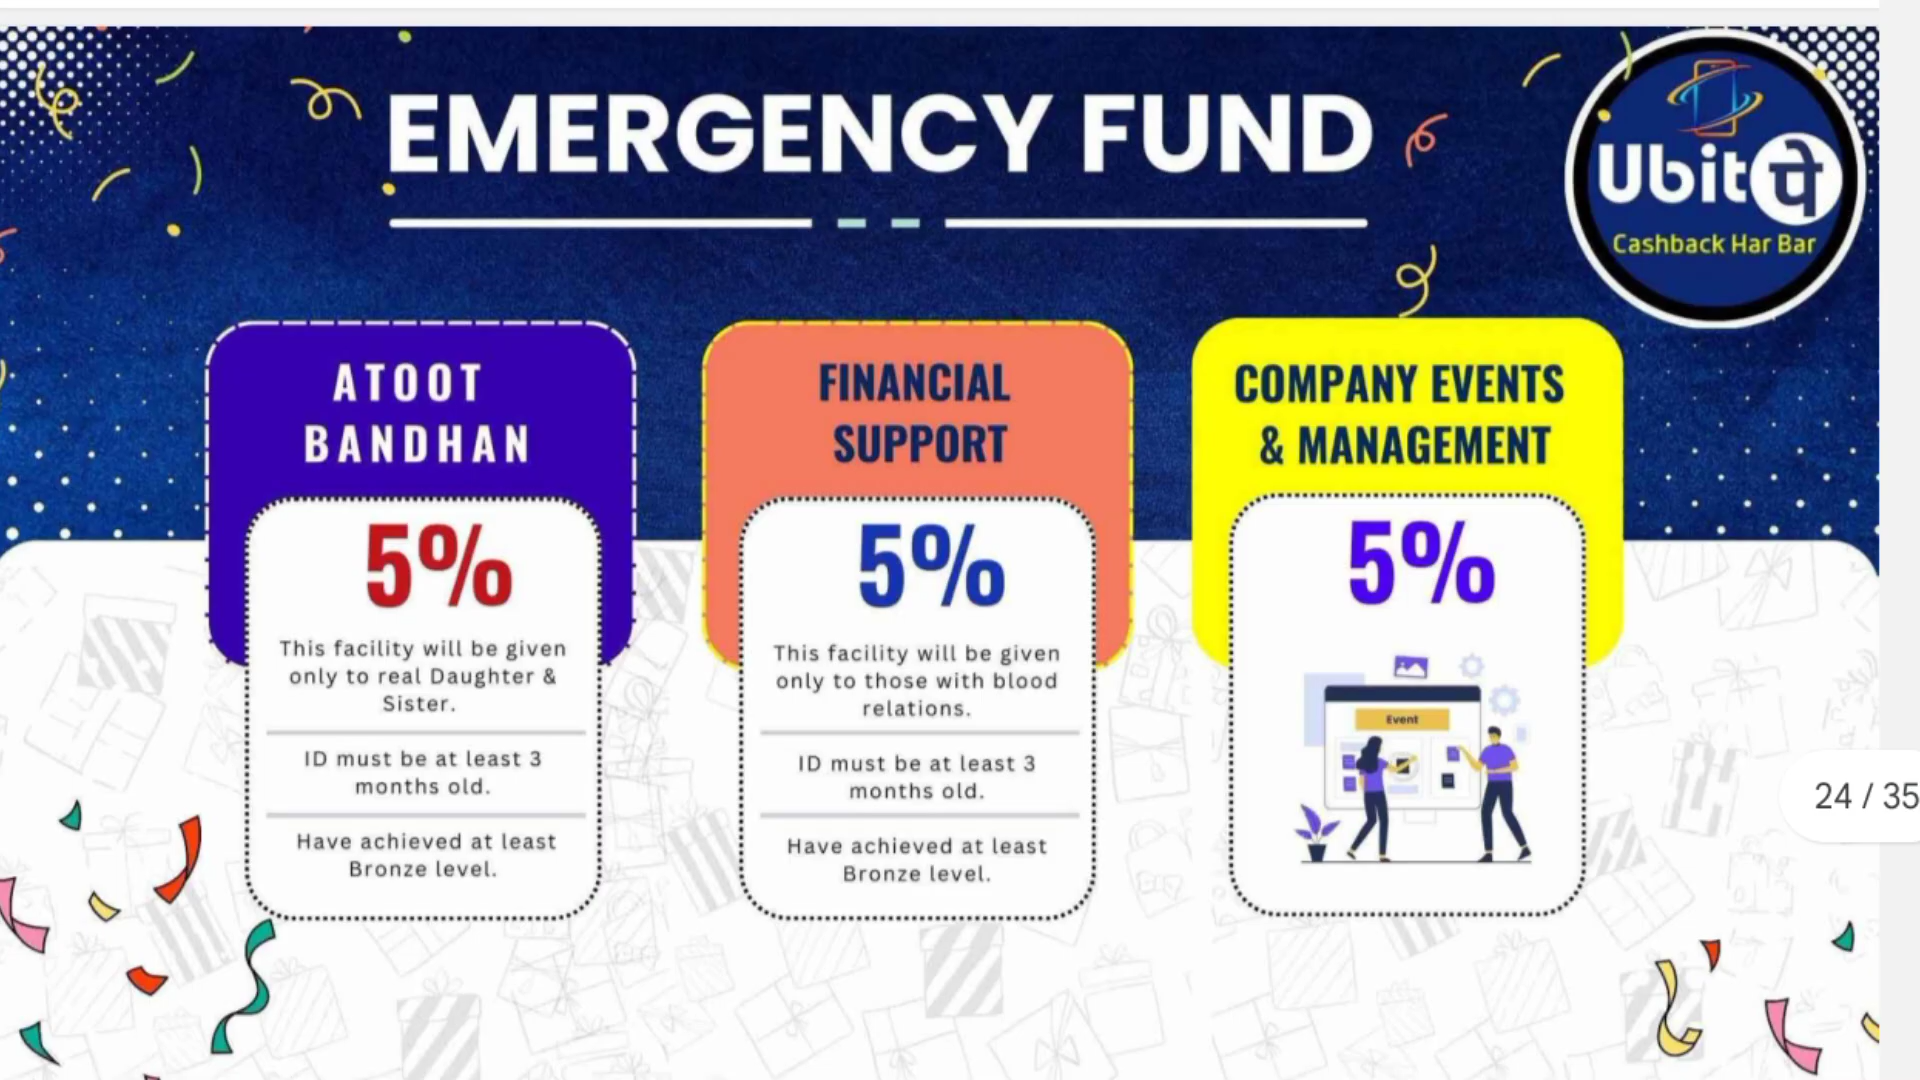 EMERGENCY FUND
Ubit पे
Cashback Har Bar
ATOOT
BANDHAN
5%
This facility will be given
only to real Daughter &
Sister.
ID must be at least 3
months old.
Have achieved at least
Bronze level.
FINANCIAL
SUPPORT
5%
This facility will be given
only to those with blood
relations.
ID must be at least 3
months old.
Have achieved at least
Bronze level.
COMPANY EVENTS
& MANAGEMENT
5%
Event
24 / 35